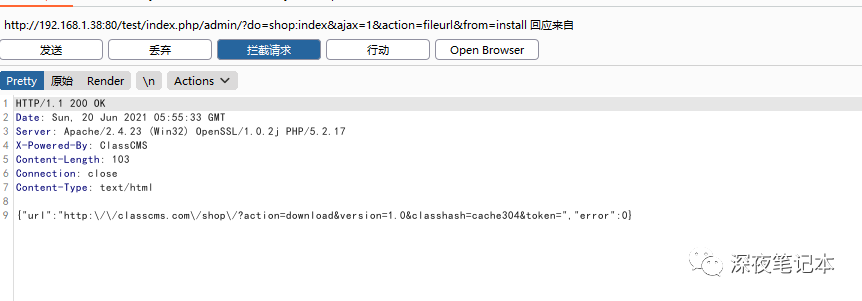 http://192.168.1.38:80/test/index.php/admin/?do=shop:index&ajax=1&action=fileurl&from=install 回应来自
发送 丢弃 拦截请求 行动 Open Browser
Pretty 原始 Render \n Actions
1 HTTP/1.1 200 OK
2 Date: Sun, 20 Jun 2021 05:55:33 GMT
3 Server: Apache/2.4.23 (Win32) OpenSSL/1.0.2j PHP/5.2.17
4 X-Powered-By: ClassCMS
5 Content-Length: 103
6 Connection: close
7 Content-Type: text/html
8
9 {"url":"http:\/\/classcms.com\/shop\/?action=download&version=1.0&classhash=cache304&token=","error":0}
深夜笔记本